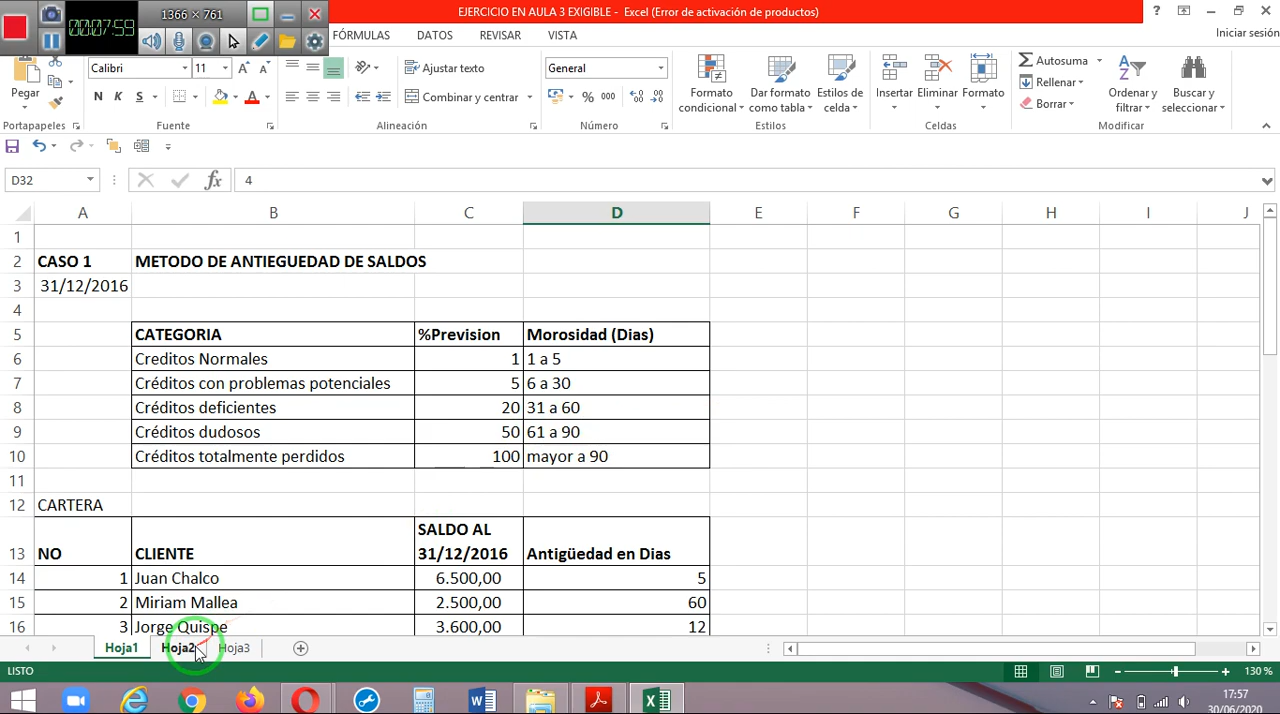 1366 × 761
00:07:59
EJERCICIO EN AULA 3 EXIGIBLE - Excel (Error de activación de productos)
FÓRMULAS DATOS REVISAR VISTA
Iniciar sesión
Pegar
Calibri 11
N K S
Ajustar texto
Combinar y centrar
General
% 000
Formato condicional
Dar formato como tabla
Estilos de celda
Insertar Eliminar Formato
Autosuma
Rellenar
Borrar
Ordenar y filtrar
Buscar y seleccionar
Portapapeles Fuente Alineación Número Estilos Celdas Modificar
D32 fx 4
A B C D E F G H I J
1
2 CASO 1 METODO DE ANTIEGUEDAD DE SALDOS
3 31/12/2016
4
5 CATEGORIA %Prevision Morosidad (Dias)
6 Creditos Normales 1 1 a 5
7 Créditos con problemas potenciales 5 6 a 30
8 Créditos deficientes 20 31 a 60
9 Créditos dudosos 50 61 a 90
10 Créditos totalmente perdidos 100 mayor a 90
11
12 CARTERA
SALDO AL
13 NO CLIENTE 31/12/2016 Antigüedad en Dias
14 1 Juan Chalco 6.500,00 5
15 2 Miriam Mallea 2.500,00 60
16 3 Jorge Quispe 3.600,00 12
Hoja1 Hoja2 Hoja3
LISTO 130 %
17:57
30/06/2020